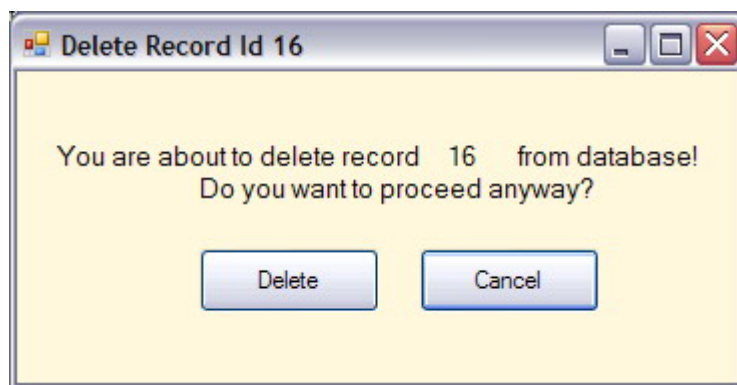 Delete Record Id 16
You are about to delete record 16 from database!
Do you want to proceed anyway?
Delete Cancel